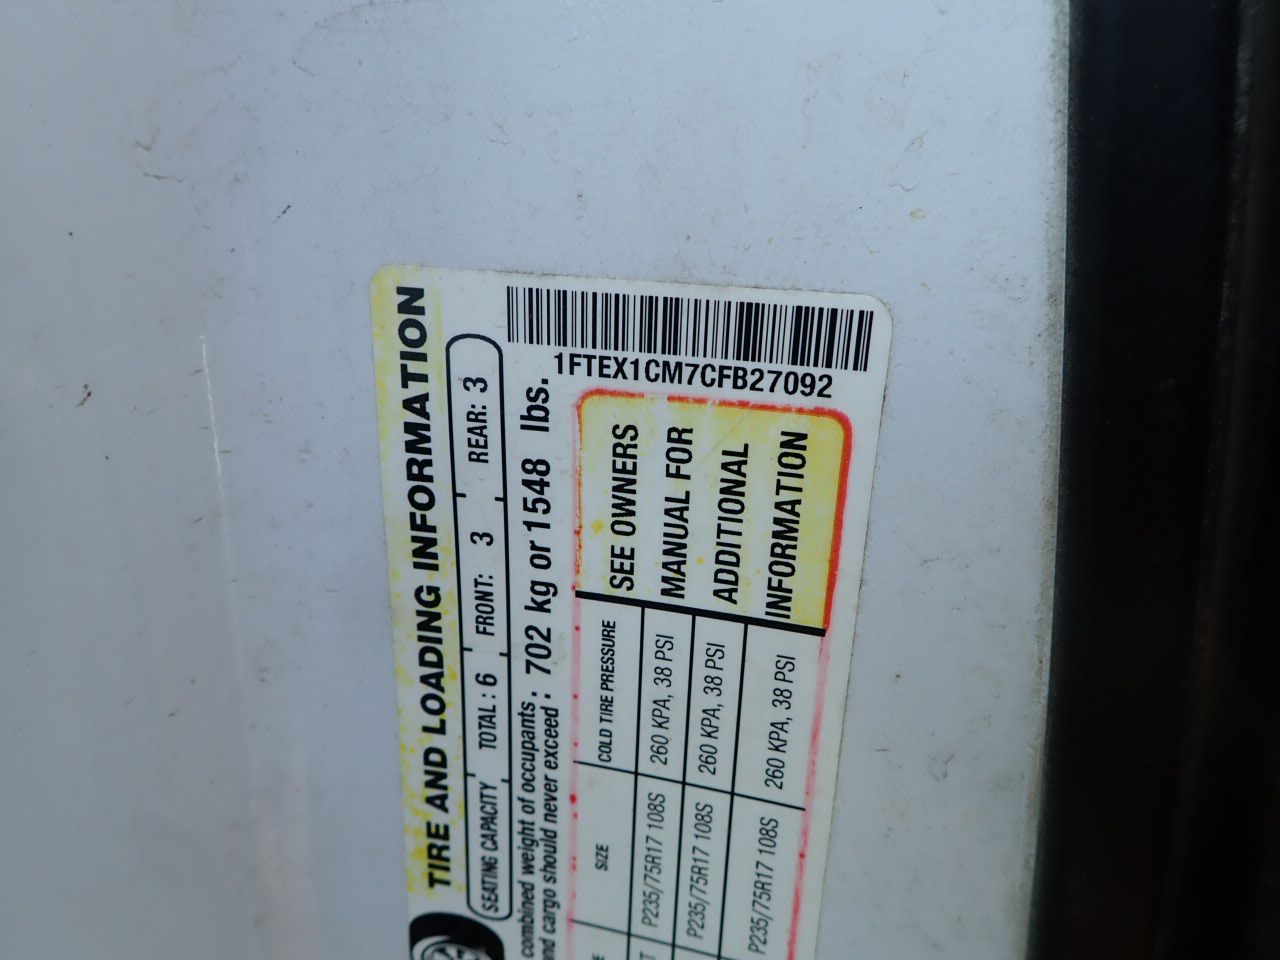 TIRE AND LOADING INFORMATION
SEATING CAPACITY TOTAL : 6 FRONT: 3 REAR: 3
combined weight of occupants : 702 kg or 1548 lbs.
and cargo should never exceed :
SIZE COLD TIRE PRESSURE
P235/75R17 108S 260 KPA, 38 PSI
P235/75R17 108S 260 KPA, 38 PSI
P235/75R17 108S 260 KPA, 38 PSI
SEE OWNERS
MANUAL FOR
ADDITIONAL
INFORMATION
1FTEX1CM7CFB27092